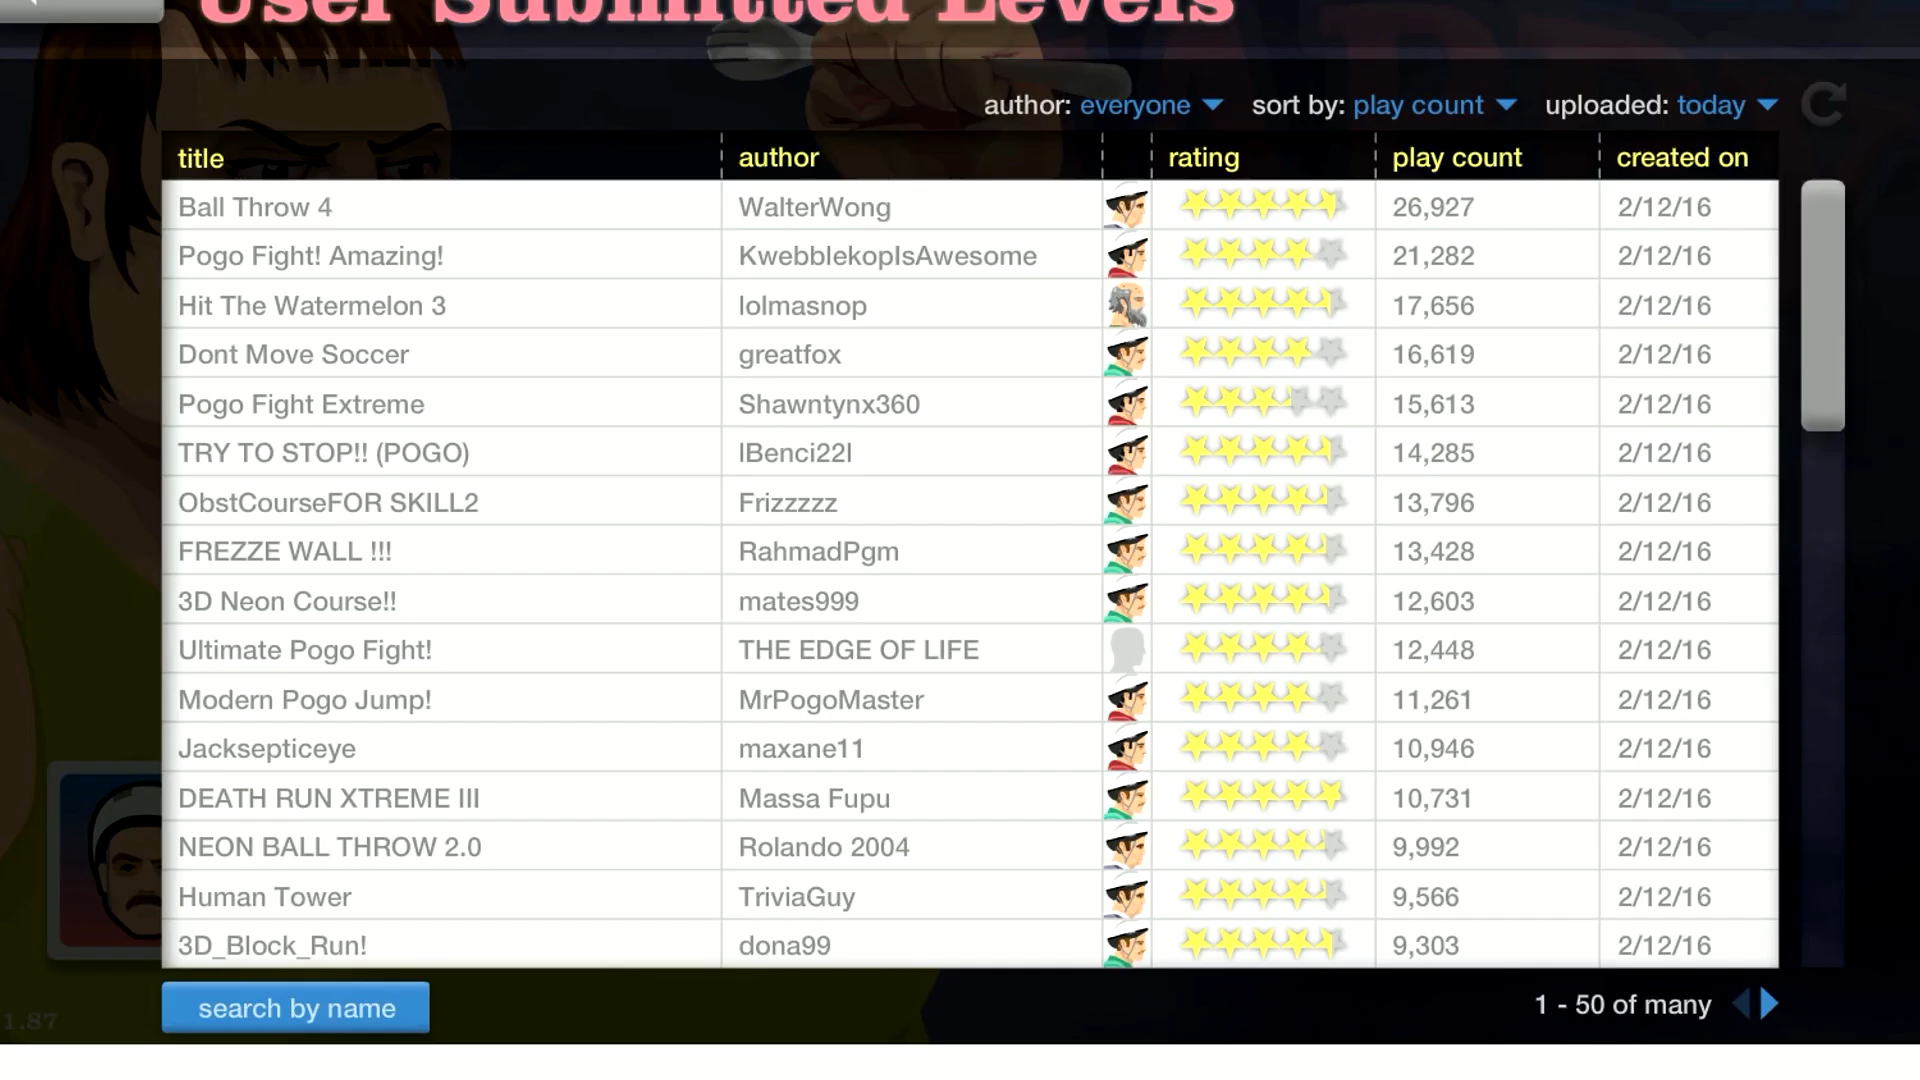 User Submitted Levels
author: everyone sort by: play count uploaded: today
title author rating play count created on
Ball Throw 4 WalterWong 26,927 2/12/16
Pogo Fight! Amazing! KwebblekopIsAwesome 21,282 2/12/16
Hit The Watermelon 3 lolmasnop 17,656 2/12/16
Dont Move Soccer greatfox 16,619 2/12/16
Pogo Fight Extreme Shawntynx360 15,613 2/12/16
TRY TO STOP!! (POGO) lBenci22l 14,285 2/12/16
ObstCourseFOR SKILL2 Frizzzzz 13,796 2/12/16
FREZZE WALL !!! RahmadPgm 13,428 2/12/16
3D Neon Course!! mates999 12,603 2/12/16
Ultimate Pogo Fight! THE EDGE OF LIFE 12,448 2/12/16
Modern Pogo Jump! MrPogoMaster 11,261 2/12/16
Jacksepticeye maxane11 10,946 2/12/16
DEATH RUN XTREME III Massa Fupu 10,731 2/12/16
NEON BALL THROW 2.0 Rolando 2004 9,992 2/12/16
Human Tower TriviaGuy 9,566 2/12/16
3D_Block_Run! dona99 9,303 2/12/16
search by name 1 - 50 of many
1.87